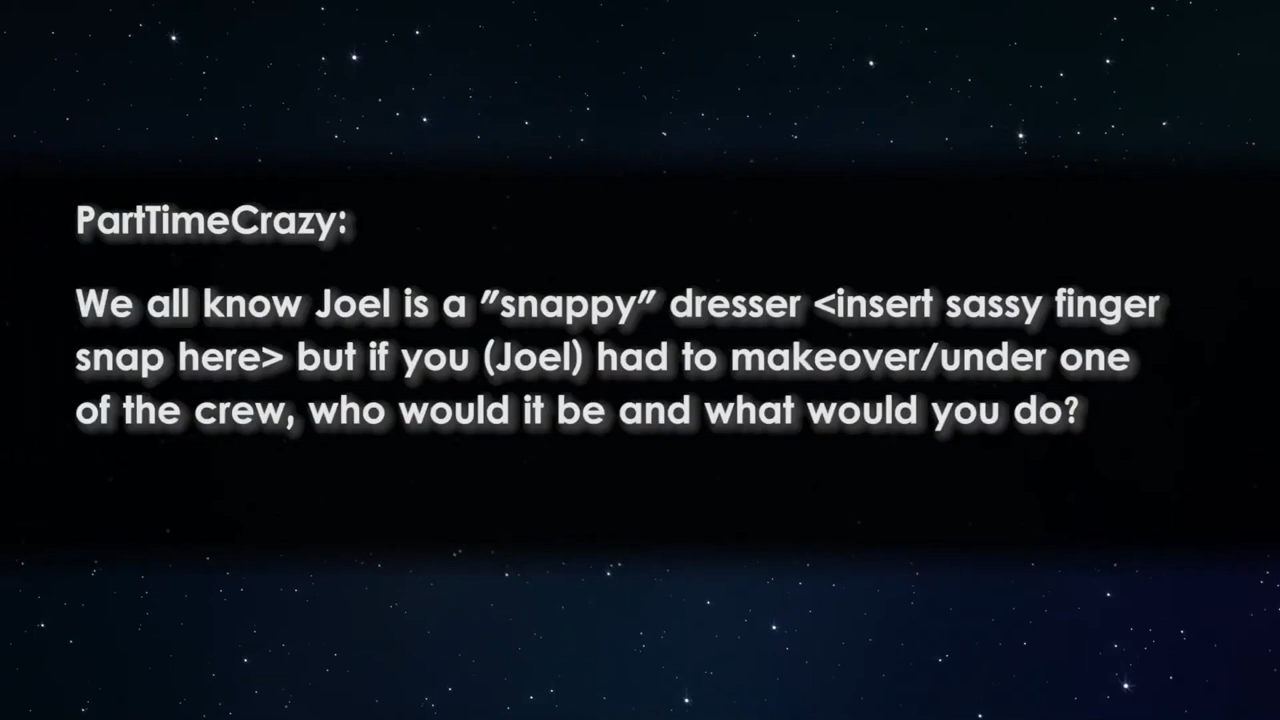 PartTimeCrazy:
We all know Joel is a "snappy" dresser <insert sassy finger
snap here> but if you (Joel) had to makeover/under one
of the crew, who would it be and what would you do?